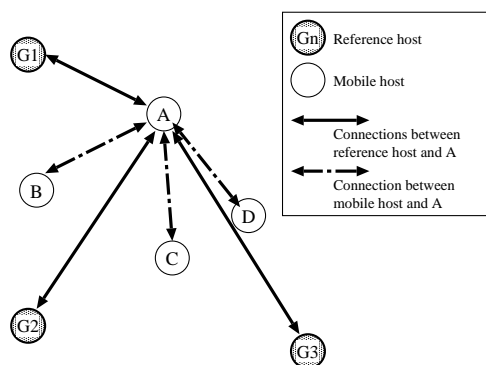 G1
A
B
D
C
G2
G3
Gn Reference host
Mobile host
Connections between
reference host and A
Connection between
mobile host and A